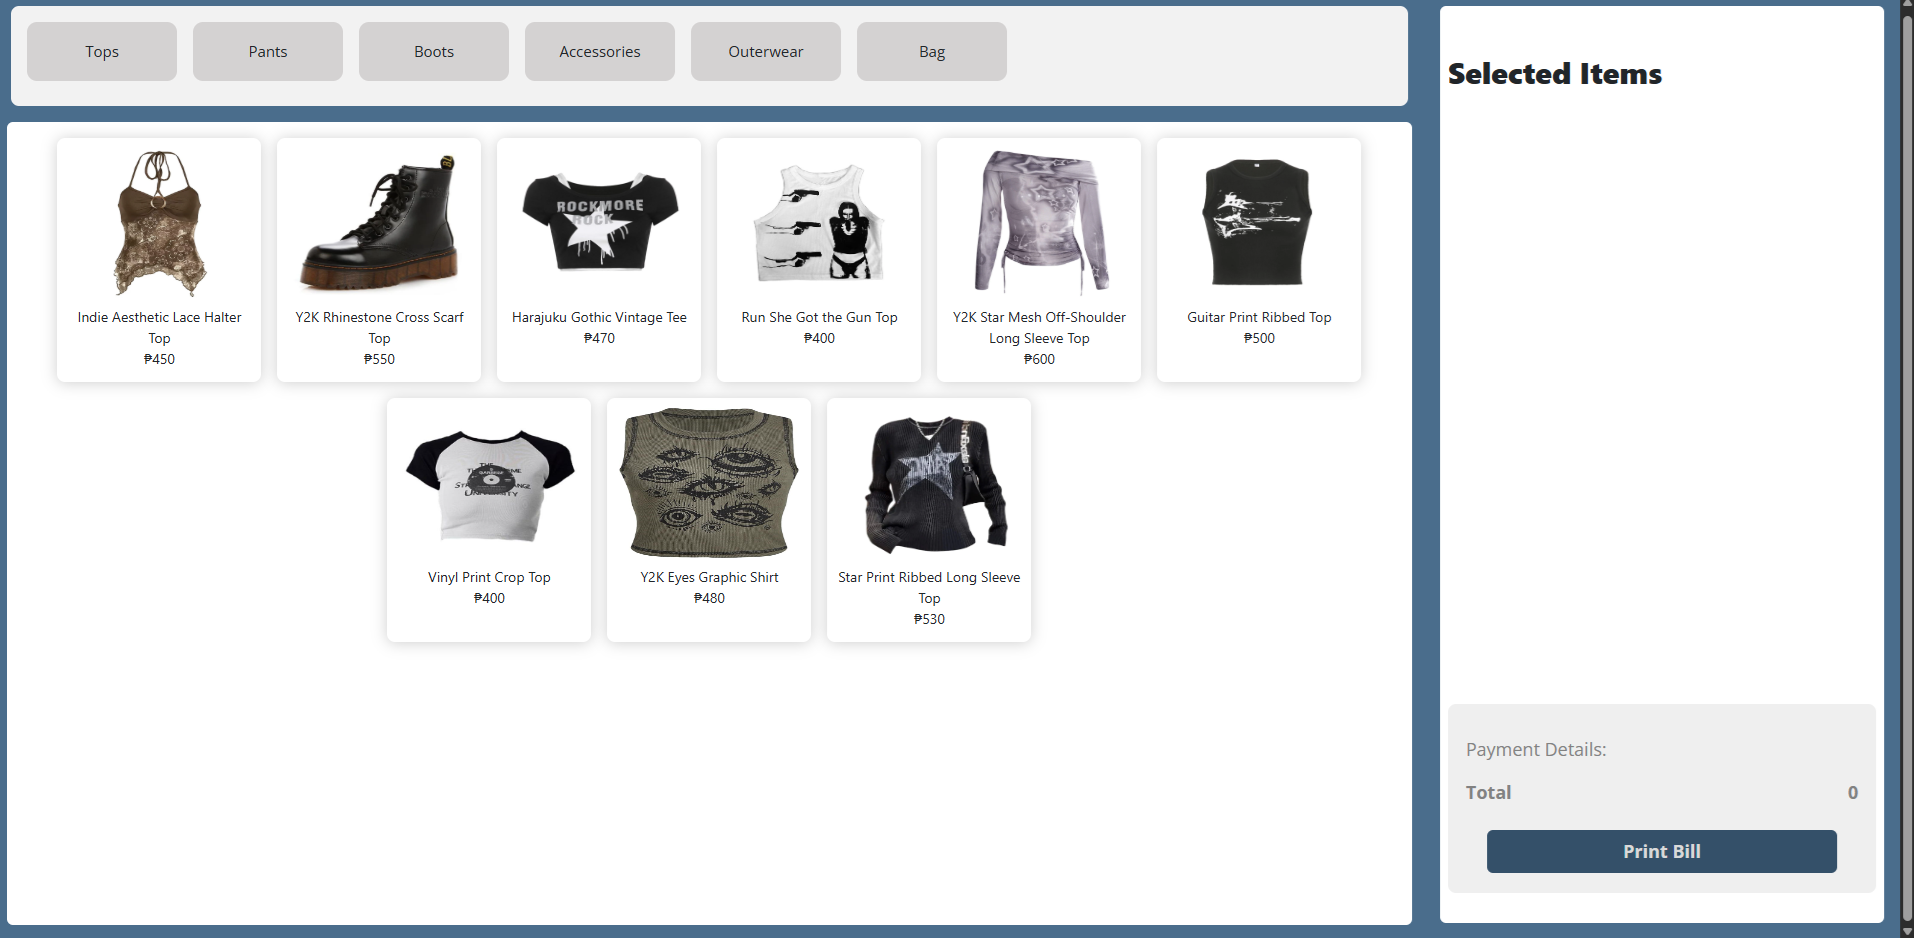 Tops
Pants
Boots
Accessories
Outerwear
Bag
Selected Items
Indie Aesthetic Lace Halter
Top
₱450
Y2K Rhinestone Cross Scarf
Top
₱550
ROCKMORE
ROCK
Harajuku Gothic Vintage Tee
₱470
Run She Got the Gun Top
₱400
Y2K Star Mesh Off-Shoulder
Long Sleeve Top
₱600
Guitar Print Ribbed Top
₱500
Vinyl Print Crop Top
₱400
Y2K Eyes Graphic Shirt
₱480
Star Print Ribbed Long Sleeve
Top
₱530
Payment Details:
Total
0
Print Bill